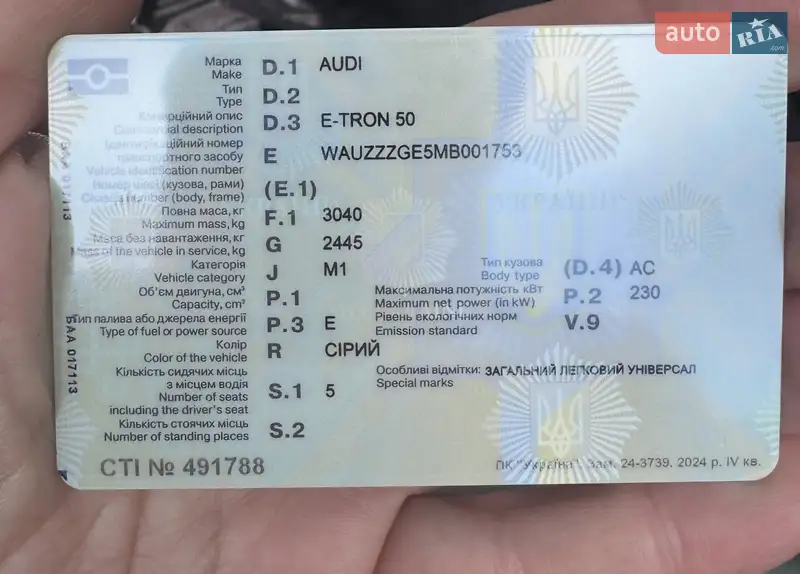 auto RIA.com
Марка D.1 AUDI
Make
Тип D.2
Type
Комерційний опис D.3 E-TRON 50
Commercial description
Ідентифікаційний номер
транспортного засобу E WAUZZZGE5MB001753
Vehicle identification number
Номер шасі (кузова, рами) (E.1)
Chassis number (body, frame)
Повна маса, кг F.1 3040
Maximum mass, kg
Маса без навантаження, кг G 2445
Mass of the vehicle in service, kg
Категорія J M1 Тип кузова (D.4) AC
Vehicle category Body type
Об'єм двигуна, см³ P.1 Максимальна потужність кВт P.2 230
Capacity, cm³ Maximum net power (in kW)
Тип палива або джерела енергії P.3 E Рівень екологічних норм V.9
Type of fuel or power source Emission standard
Колір R СІРИЙ
Color of the vehicle
Кількість сидячих місць Особливі відмітки: ЗАГАЛЬНИЙ ЛЕГКОВИЙ УНІВЕРСАЛ
з місцем водія S.1 5 Special marks
Number of seats
including the driver's seat
Кількість стоячих місць S.2
Number of standing places
CTI № 491788
ПК "Україна". Зам. 24-3739. 2024 р. IV кв.
BAA 017113
BAA 017113
УКРАЇНА